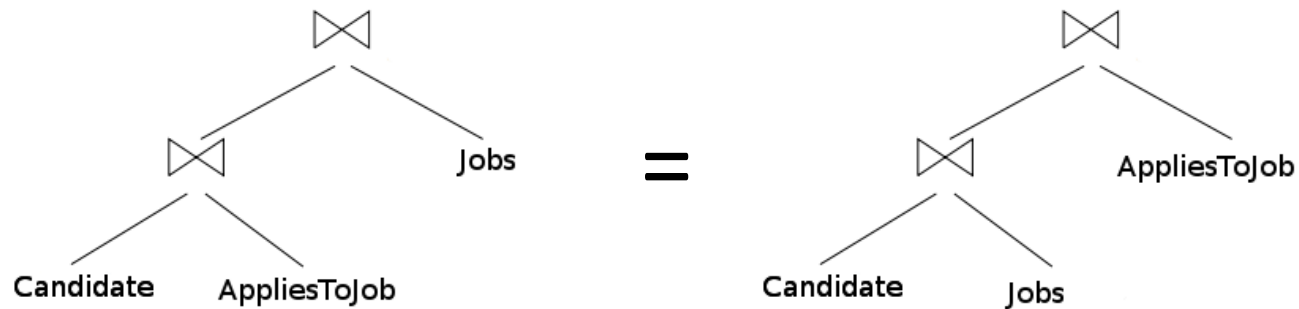 ⋈
⋈
Jobs
Candidate
AppliesToJob
=
⋈
⋈
AppliesToJob
Candidate
Jobs